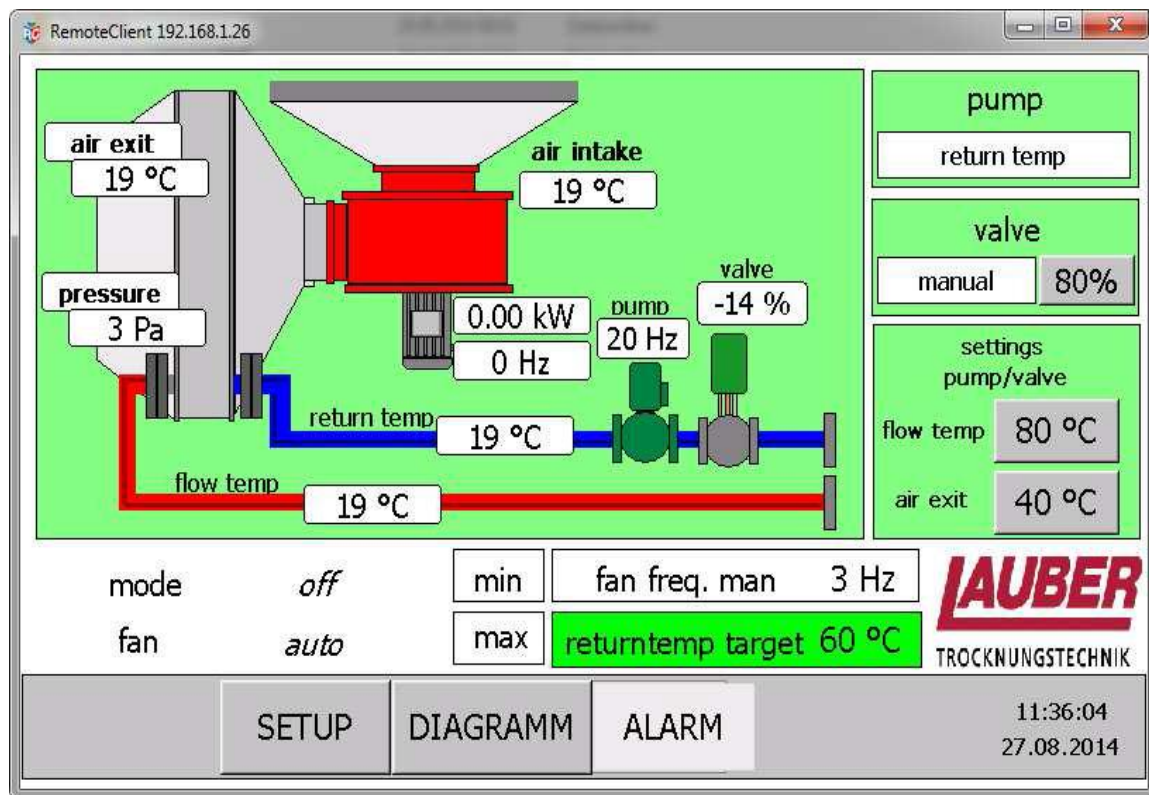 RemoteClient 192.168.1.26
air exit
19 °C
air intake
19 °C
pressure
3 Pa
0.00 kW
0 Hz
pump
20 Hz
valve
-14 %
return temp
19 °C
flow temp
19 °C
pump
return temp
valve
manual 80%
settings
pump/valve
flow temp 80 °C
air exit 40 °C
mode off min fan freq. man 3 Hz
fan auto max returntemp target 60 °C
LAUBER
TROCKNUNGSTECHNIK
SETUP DIAGRAMM ALARM
11:36:04
27.08.2014